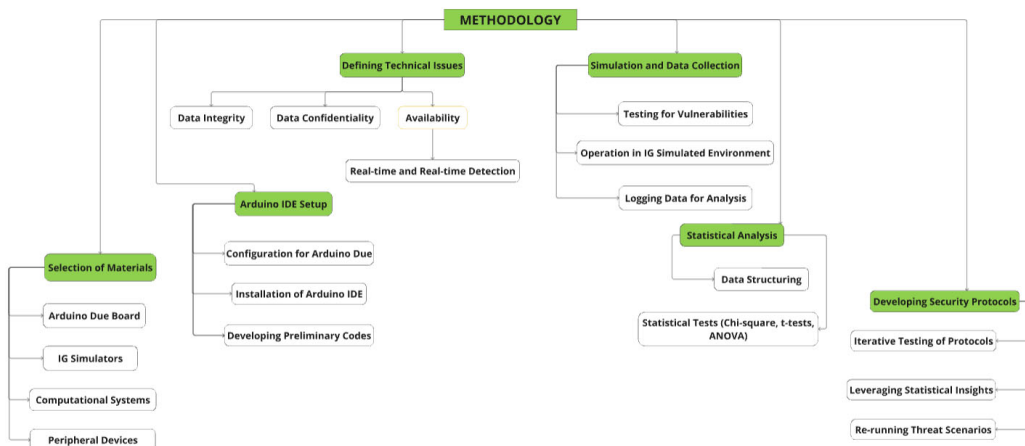 METHODOLOGY
Defining Technical Issues
Simulation and Data Collection
Data Integrity
Data Confidentiality
Availability
Testing for Vulnerabilities
Operation in IG Simulated Environment
Real-time and Real-time Detection
Logging Data for Analysis
Arduino IDE Setup
Statistical Analysis
Configuration for Arduino Due
Selection of Materials
Data Structuring
Installation of Arduino IDE
Developing Security Protocols
Arduino Due Board
Statistical Tests (Chi-square, t-tests,
ANOVA)
Developing Preliminary Codes
Iterative Testing of Protocols
IG Simulators
Leveraging Statistical Insights
Computational Systems
Re-running Threat Scenarios
Peripheral Devices